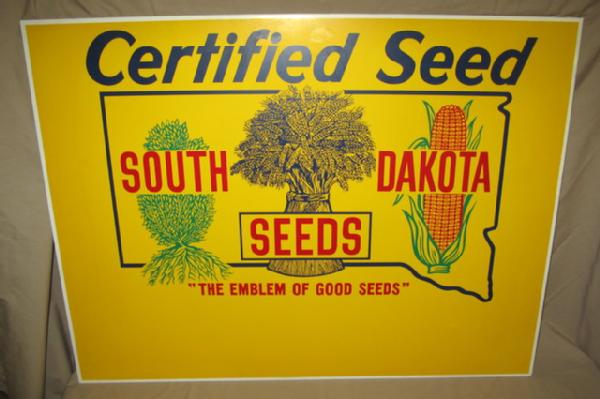 Certified Seed
SOUTH DAKOTA
SEEDS
"THE EMBLEM OF GOOD SEEDS"